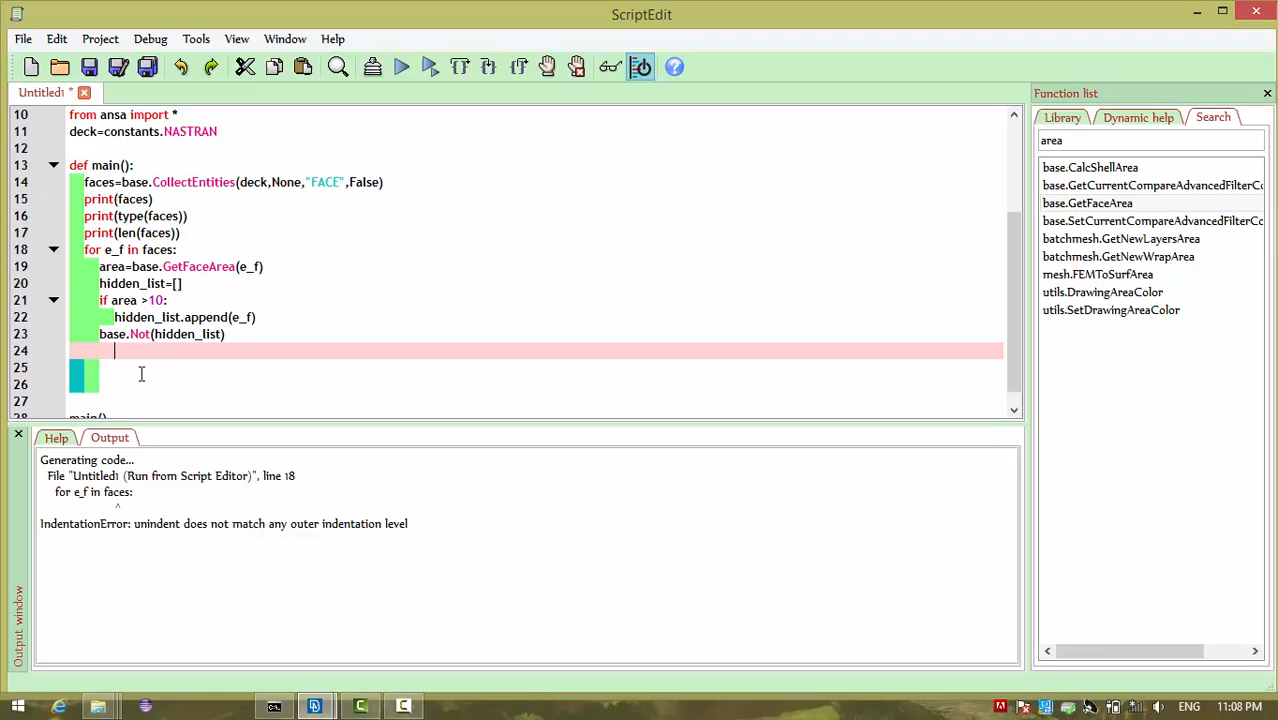 ScriptEdit
File Edit Project Debug Tools View Window Help
Untitled1 *
10 from ansa import *
11 deck=constants.NASTRAN
12
13 def main():
14 faces=base.CollectEntities(deck,None,"FACE",False)
15 print(faces)
16 print(type(faces))
17 print(len(faces))
18 for e_f in faces:
19 area=base.GetFaceArea(e_f)
20 hidden_list=[]
21 if area >10:
22 hidden_list.append(e_f)
23 base.Not(hidden_list)
24
25
26
27
28 main()
Function list
Library Dynamic help Search
area
base.CalcShellArea
base.GetCurrentCompareAdvancedFilterCo
base.GetFaceArea
base.SetCurrentCompareAdvancedFilterCo
batchmesh.GetNewLayersArea
batchmesh.GetNewWrapArea
mesh.FEMToSurfArea
utils.DrawingAreaColor
utils.SetDrawingAreaColor
Help Output
Generating code...
File "Untitled1 (Run from Script Editor)", line 18
for e_f in faces:
^
IndentationError: unindent does not match any outer indentation level
Output window
ENG 11:08 PM